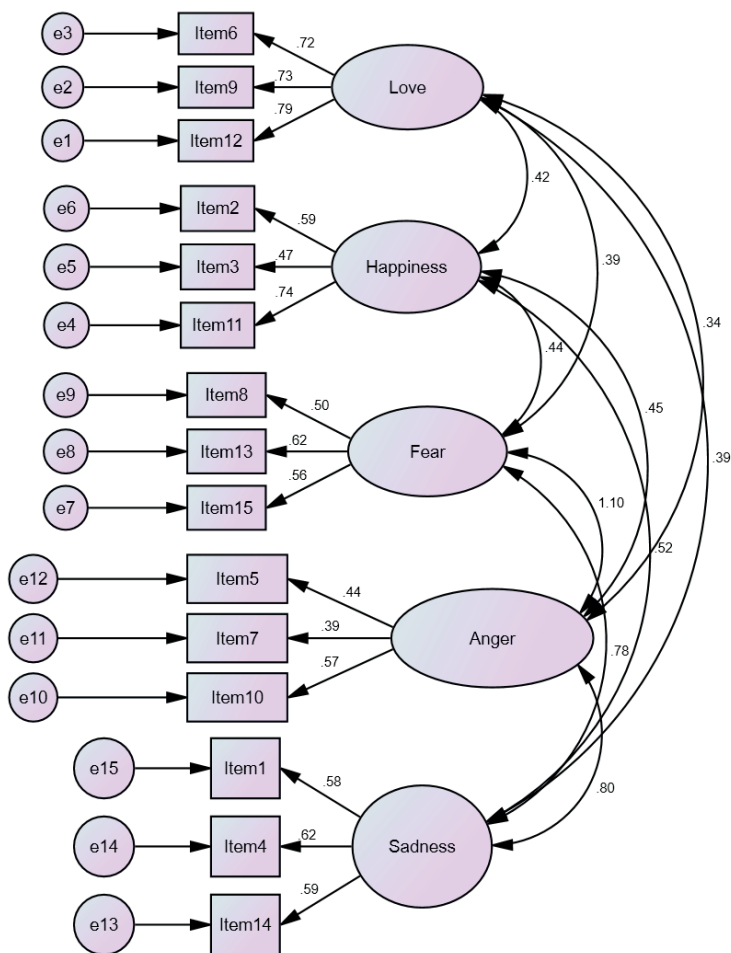 e3
Item6
.72
e2
Item9
.73
Love
e1
Item12
.79
.42
e6
Item2
.59
e5
Item3
.47
Happiness
.39
e4
Item11
.74
.34
.44
e9
Item8
.50
.45
e8
Item13
.62
Fear
.39
e7
Item15
.56
1.10
.52
e12
Item5
.44
e11
Item7
.39
Anger
.78
e10
Item10
.57
e15
Item1
.58
.80
e14
Item4
.62
Sadness
e13
Item14
.59